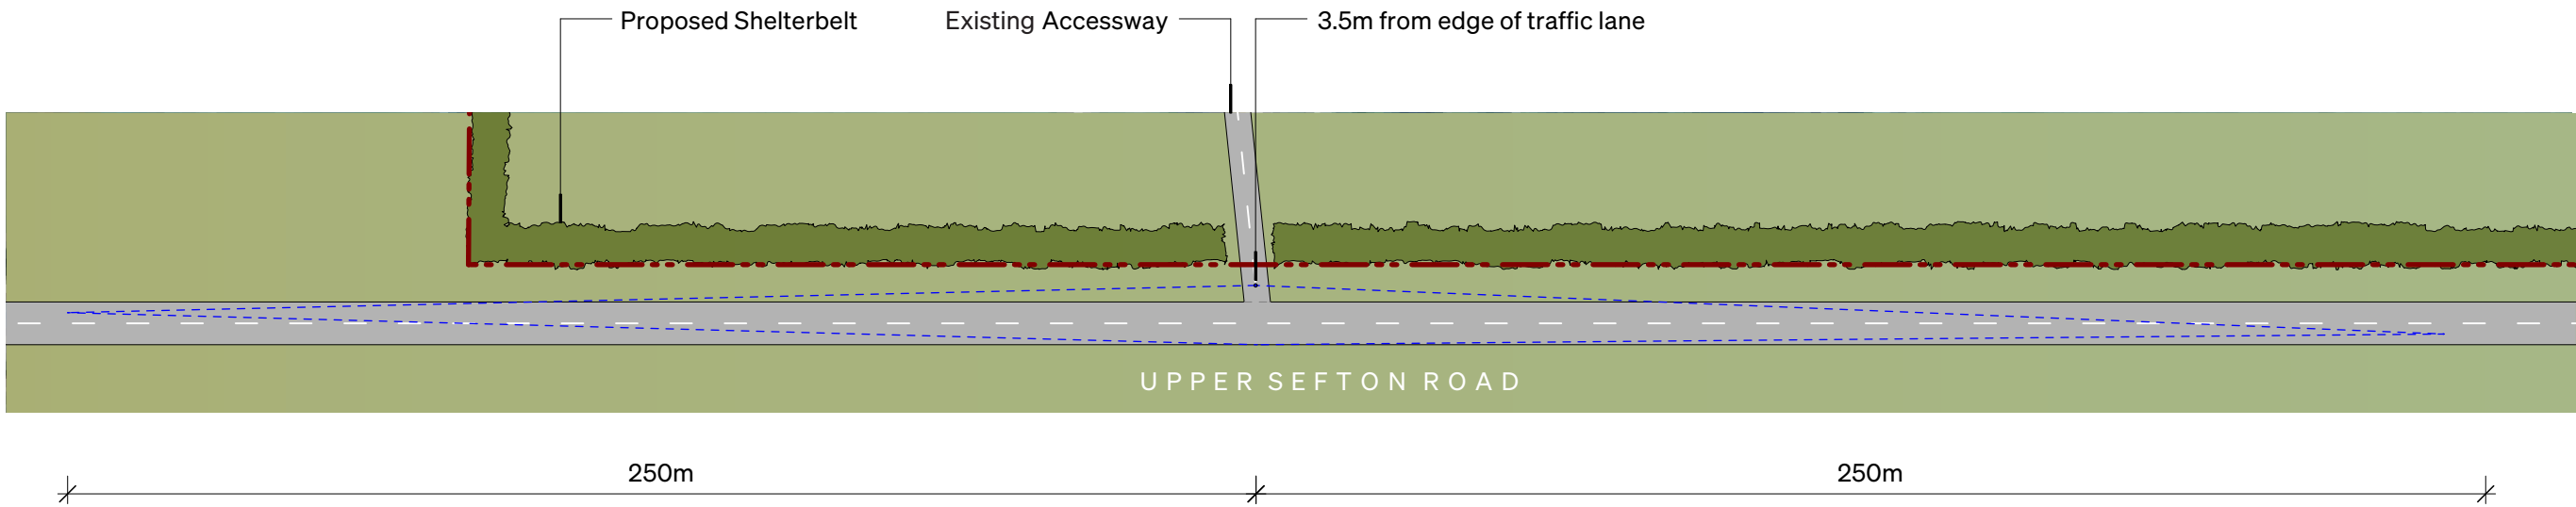 Proposed Shelterbelt
Existing Accessway
3.5m from edge of traffic lane
UPPER SEFTON ROAD
250m
250m